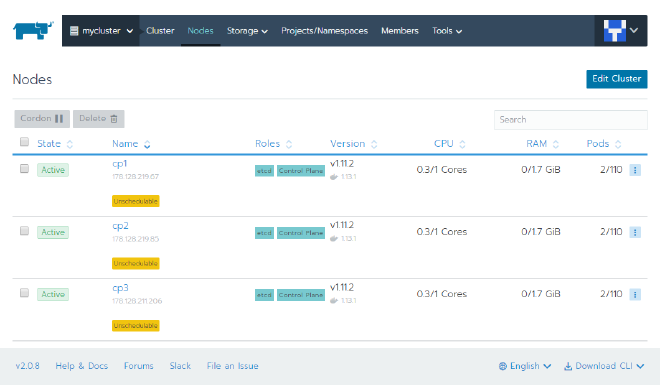 mycluster Cluster Nodes Storage Projects/Namespaces Members Tools
Nodes Edit Cluster
Cordon Delete Search
State Name Roles Version CPU RAM Pods
Active cp1 etcd Control Plane v1.11.2 0.3/1 Cores 0/1.7 GiB 2/110
178.128.219.67 1.13.1
Unschedulable
Active cp2 etcd Control Plane v1.11.2 0.3/1 Cores 0/1.7 GiB 2/110
178.128.219.85 1.13.1
Unschedulable
Active cp3 etcd Control Plane v1.11.2 0.3/1 Cores 0/1.7 GiB 2/110
178.128.211.206 1.13.1
Unschedulable
v2.0.8 Help & Docs Forums Slack File an Issue English Download CLI